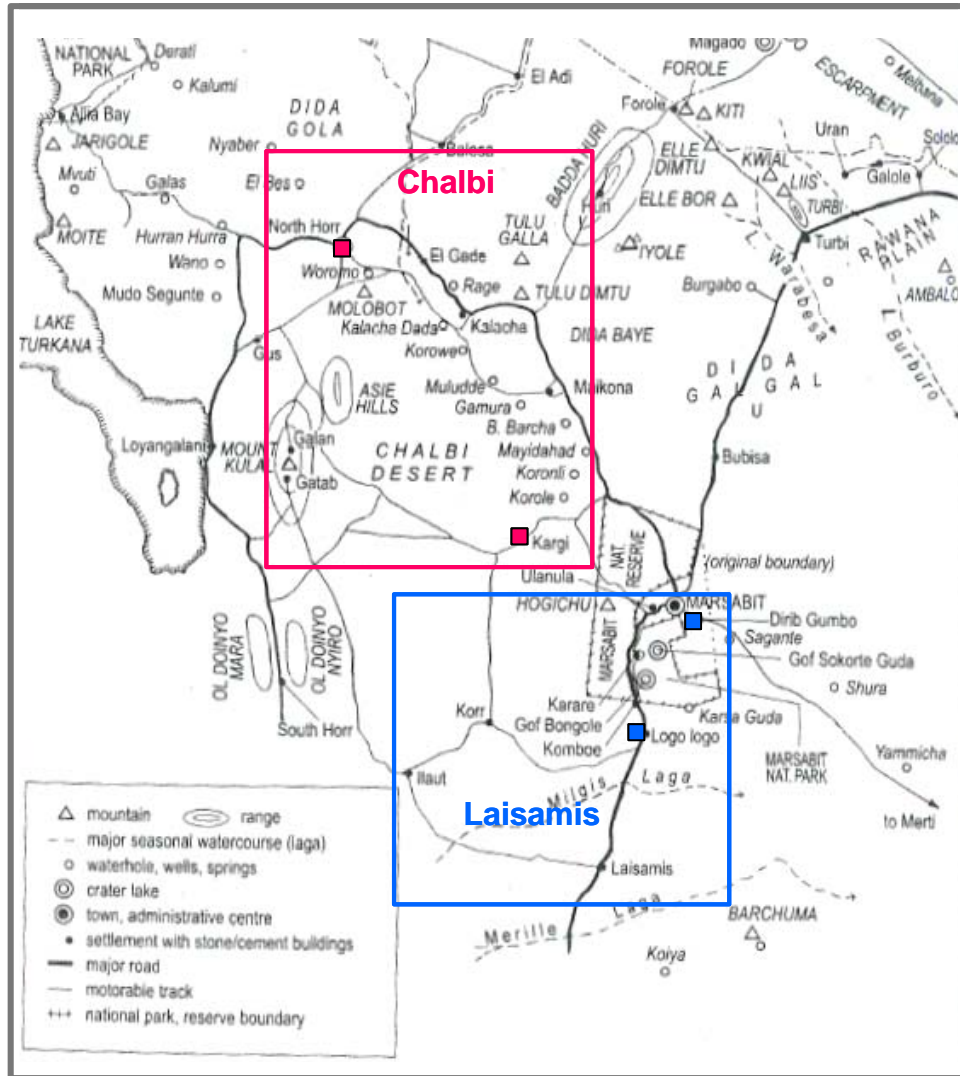 NATIONAL
PARK
Derati
Kalumi
El Adi
Magado
FOROLE
ESCARPMENT
Melbana
Allia Bay
JARIGOLE
DIDA
GOLA
Forole
KITI
Uran
Sololo
Nyaber
Balesa
BADDA HURI
ELLE
DIMTU
KWIAL
Galole
Mvuti
Galas
El Bes
Chalbi
Huri
ELLE BOR
LIIS
TURBI
MOITE
Hurran Hurra
North Horr
TULU
GALLA
IYOLE
Turbi
RAWANA
PLAIN
Wano
El Gade
L. Warabesa
Woromo
Rage
Burgabo
AMBALO
Mudo Segunte
MOLOBOT
TULU DIMTU
LAKE
TURKANA
Kalacha Dada
Kalacha
DIDA BAYE
L. Burburo
Gus
Korowe
ASIE
HILLS
Muludde
Maikona
DIDA
GALGALU
Gamura
B. Barcha
Loyangalani
MOUNT
KULAL
Galan
CHALBI
DESERT
Mayidahad
Bubisa
Gatab
Koronli
Korole
Kargi
NAT.
RESERVE
(original boundary)
Ulanula
HOGICHU
MARSABIT
MARSABIT
Dirib Gumbo
OL DOINYO
MARA
OL DOINYO
NYIRO
Sagante
Gof Sokorte Guda
Shura
Karare
South Horr
Korr
Gof Bongole
Karsa Guda
Komboe
Logo logo
MARSABIT
NAT. PARK
Yammicha
Ilaut
Milgis Laga
to Merti
Laisamis
Laisamis
Merille Laga
BARCHUMA
Koiya
mountain
range
major seasonal watercourse (laga)
waterhole, wells, springs
crater lake
town, administrative centre
settlement with stone/cement buildings
major road
motorable track
national park, reserve boundary